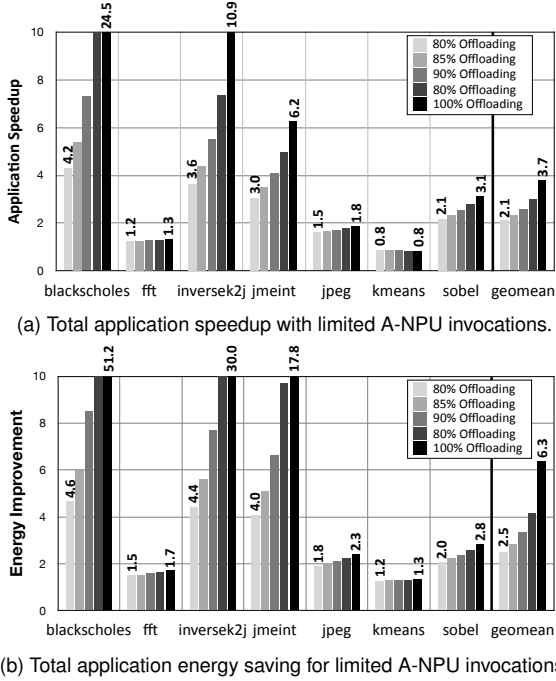 24.5
10.9
10
80% Offloading
85% Offloading
90% Offloading
80% Offloading
100% Offloading
8
6.2
6
4.2
3.6
3.0
3.7
4
3.1
2.1
2.1
1.5
1.8
1.2
1.3
0.8
0.8
2
0
Application Speedup
blackscholes fft inversek2j jmeint jpeg kmeans sobel geomean
(a) Total application speedup with limited A-NPU invocations.
51.2
30.0
17.8
10
80% Offloading
85% Offloading
90% Offloading
80% Offloading
100% Offloading
8
6.3
6
4.6
4.4
4.0
4
2.8
2.5
2.3
2.0
1.8
1.5
1.7
1.2
1.3
2
0
Energy Improvement
blackscholes fft inversek2j jmeint jpeg kmeans sobel geomean
(b) Total application energy saving for limited A-NPU invocations